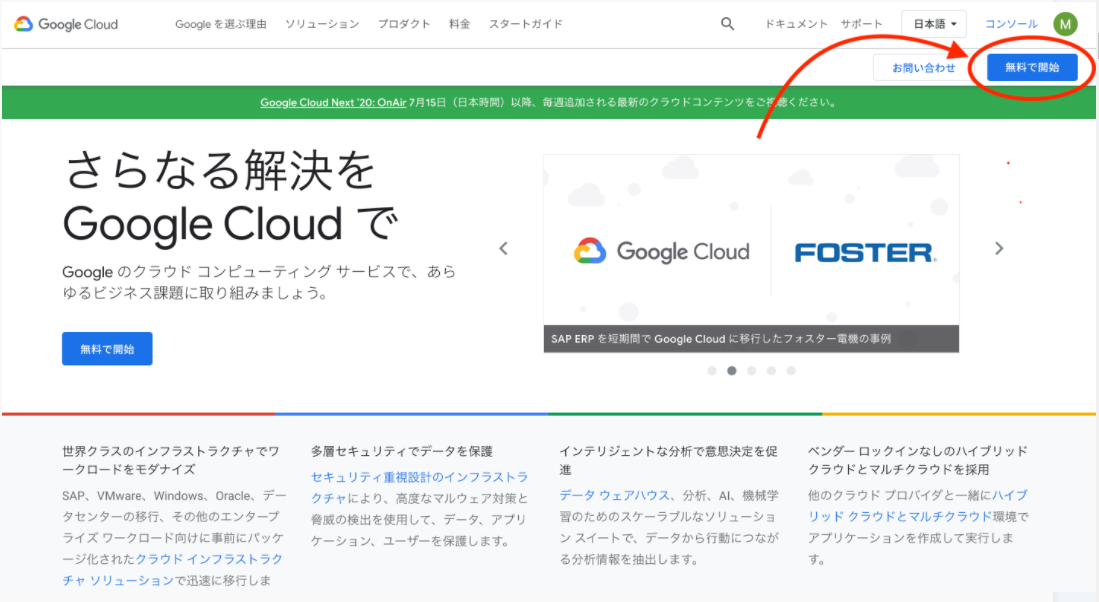 Google Cloud
Google を選ぶ理由 ソリューション プロダクト 料金 スタートガイド
ドキュメント サポート 日本語 コンソール M
お問い合わせ 無料で開始
Google Cloud Next '20: OnAir 7月15日（日本時間）以降、毎週追加される最新のクラウドコンテンツをご視聴ください。
さらなる解決を
Google Cloud で
Google のクラウド コンピューティング サービスで、あら
ゆるビジネス課題に取り組みましょう。
無料で開始
Google Cloud FOSTER
SAP ERP を短期間で Google Cloud に移行したフォスター電機の事例
世界クラスのインフラストラクチャでワ
ークロードをモダナイズ
SAP、VMware、Windows、Oracle、デー
タセンターの移行、その他のエンタープ
ライズ ワークロード向けに事前にパッケ
ージ化されたクラウド インフラストラク
チャ ソリューションで迅速に移行しま
多層セキュリティでデータを保護
セキュリティ重視設計のインフラストラ
クチャにより、高度なマルウェア対策と
脅威の検出を使用して、データ、アプリ
ケーション、ユーザーを保護します。
インテリジェントな分析で意思決定を促
進
データ ウェアハウス、分析、AI、機械学
習のためのスケーラブルなソリューショ
ン スイートで、データから行動につなが
る分析情報を抽出します。
ベンダー ロックインなしのハイブリッド
クラウドとマルチクラウドを採用
他のクラウド プロバイダと一緒にハイブ
リッド クラウドとマルチクラウド環境で
アプリケーションを作成して実行しま
す。